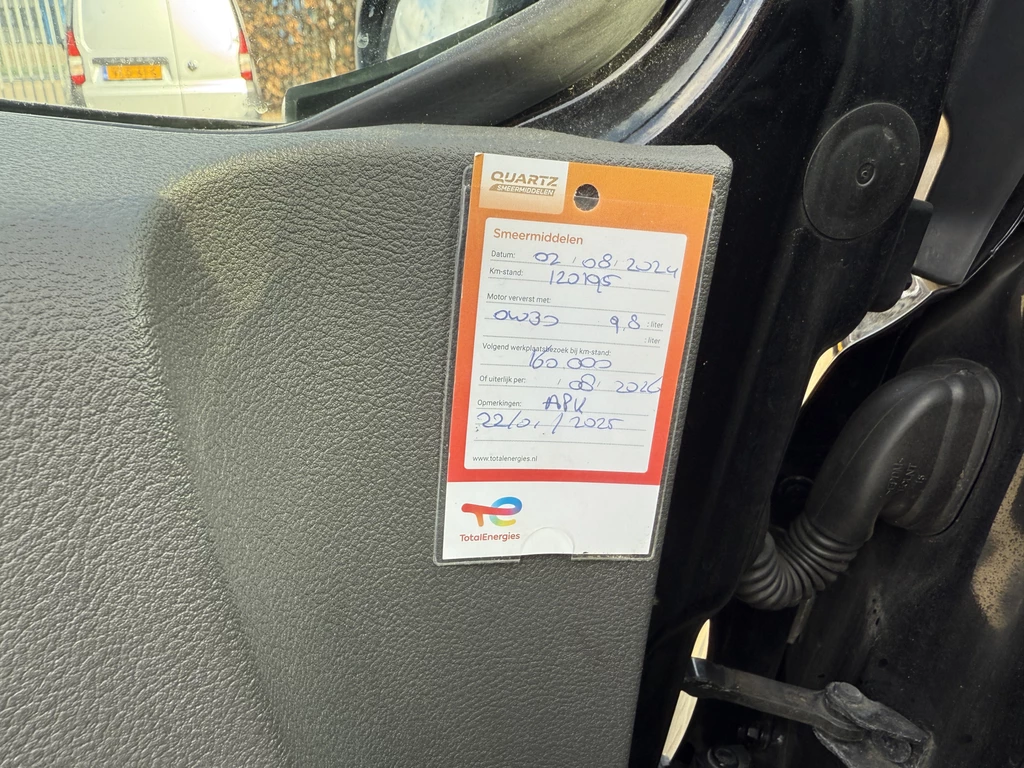 QUARTZ
SMEERMIDDELEN
Smeermiddelen
Datum: 02 / 08 / 2024
Km-stand: 120195
Motor ververst met:
0W30 9,8 : liter
: liter
Volgend werkplaatsbezoek bij km-stand:
160.000
Of uiterlijk per: / 08 / 2026
Opmerkingen: APK
22/01/2025
www.totalenergies.nl
TotalEnergies